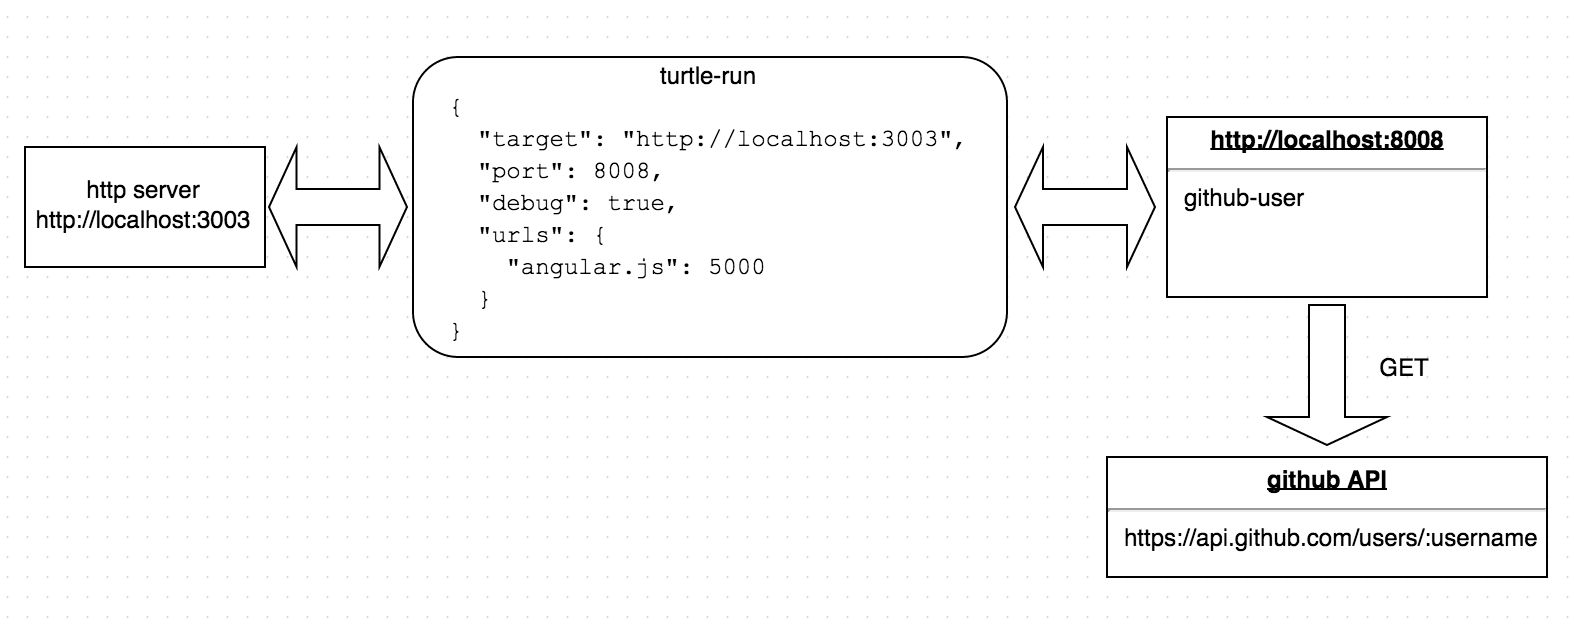 turtle-run
{
"target": "http://localhost:3003",
"port": 8008,
"debug": true,
"urls": {
"angular.js": 5000
}
}
http server
http://localhost:3003
http://localhost:8008
github-user
GET
github API
https://api.github.com/users/:username